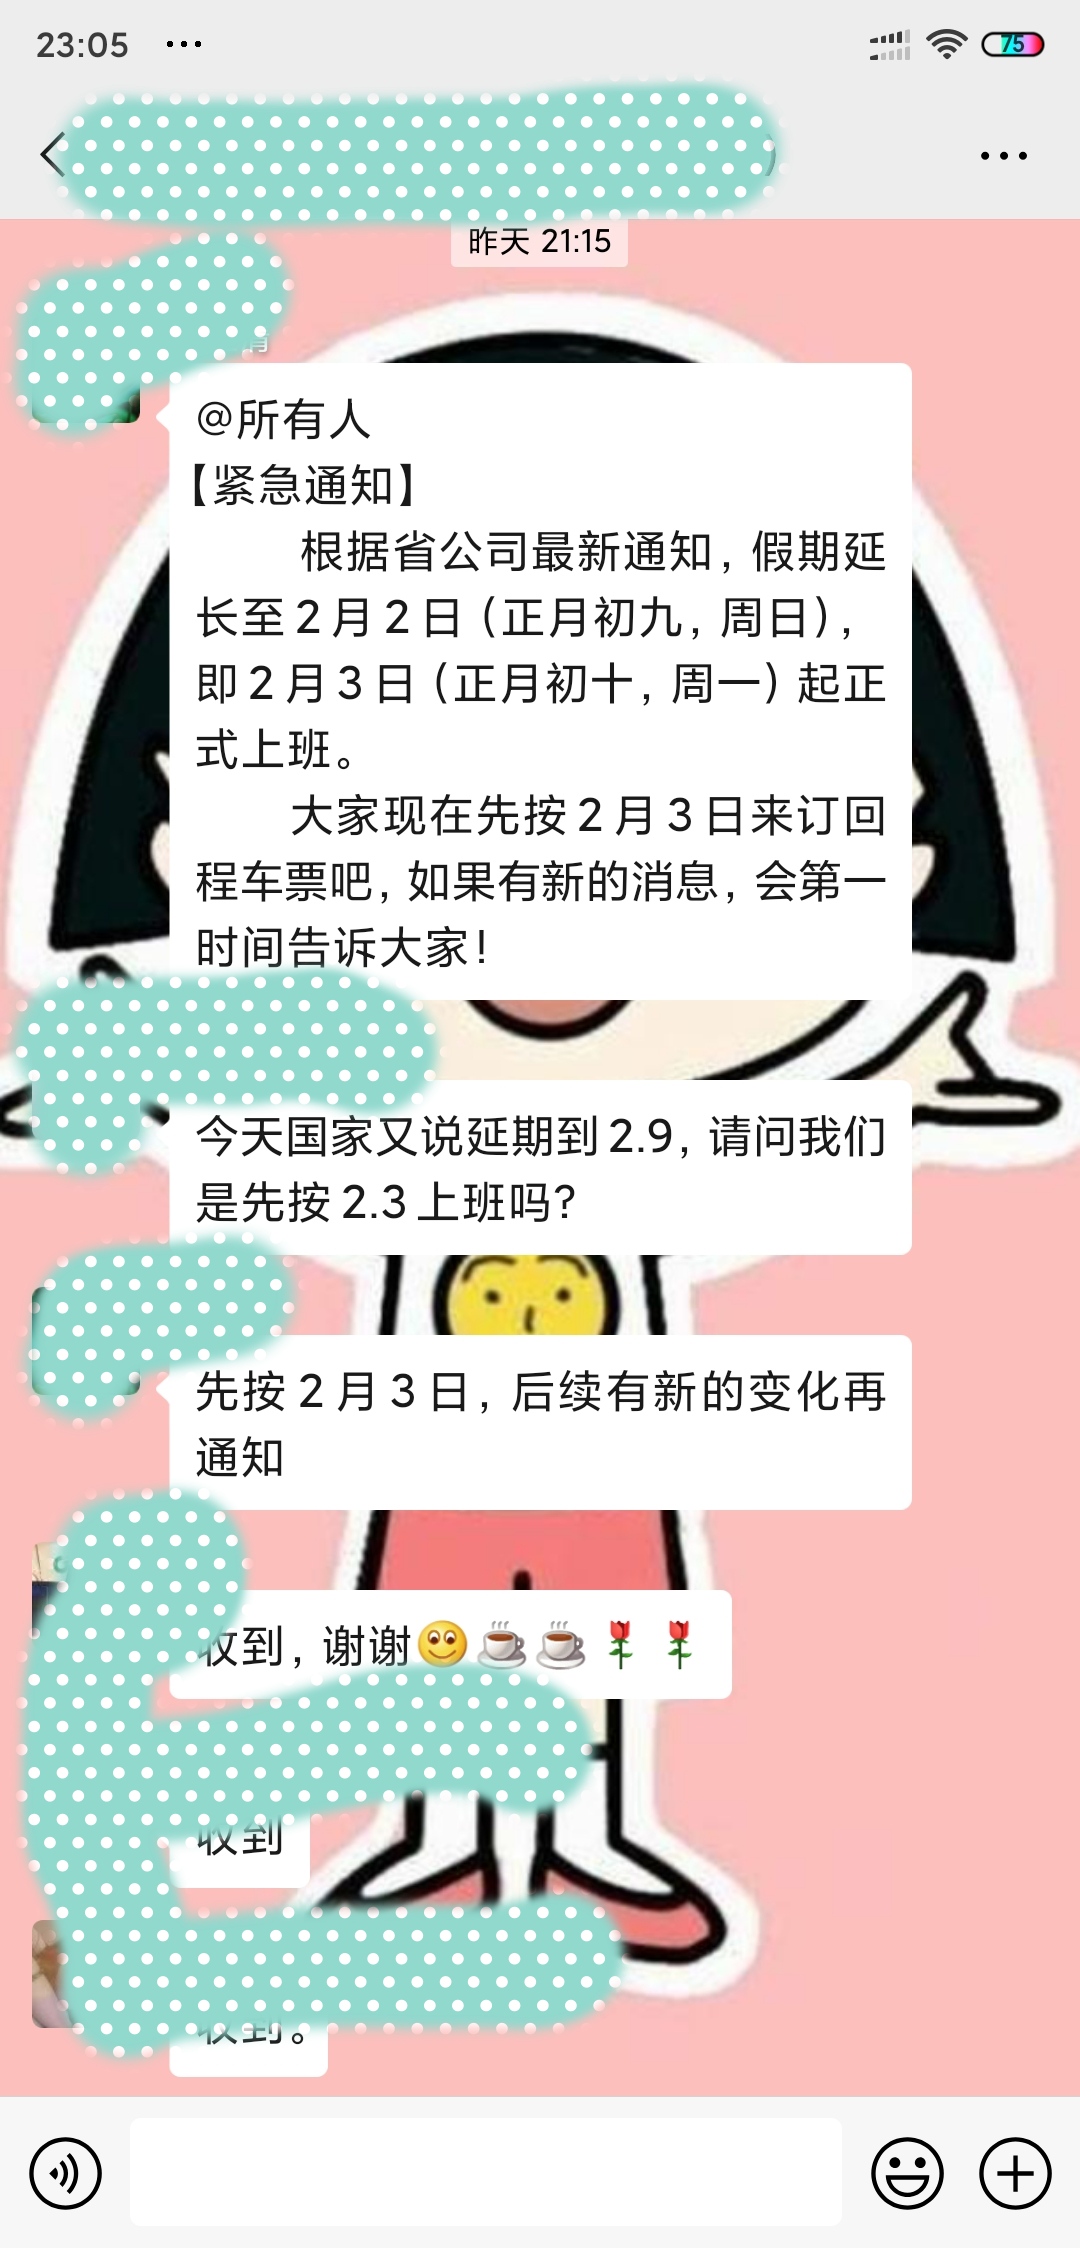 23:05
75
昨天 21:15
@所有人
【紧急通知】
根据省公司最新通知, 假期延
长至2月2日 (正月初九, 周日),
即2月3日 (正月初十, 周一) 起正
式上班。
大家现在先按2月3日来订回
程车票吧, 如果有新的消息, 会第一
时间告诉大家!
今天国家又说延期到2.9, 请问我们
是先按2.3上班吗?
先按2月3日, 后续有新的变化再
通知
收到, 谢谢
收到
收到。